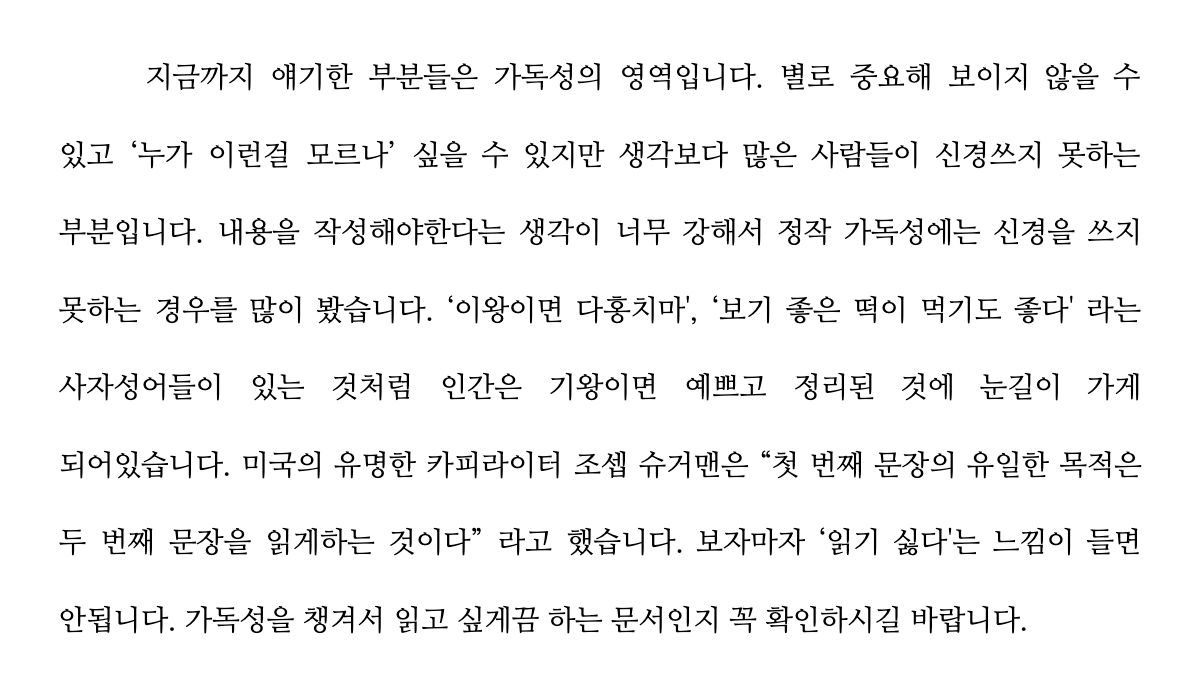 지금까지 얘기한 부분들은 가독성의 영역입니다. 별로 중요해 보이지 않을 수
있고 ‘누가 이런걸 모르나’ 싶을 수 있지만 생각보다 많은 사람들이 신경쓰지 못하는
부분입니다. 내용을 작성해야한다는 생각이 너무 강해서 정작 가독성에는 신경을 쓰지
못하는 경우를 많이 봤습니다. ‘이왕이면 다홍치마', ‘보기 좋은 떡이 먹기도 좋다' 라는
사자성어들이 있는 것처럼 인간은 기왕이면 예쁘고 정리된 것에 눈길이 가게
되어있습니다. 미국의 유명한 카피라이터 조셉 슈거맨은 “첫 번째 문장의 유일한 목적은
두 번째 문장을 읽게하는 것이다” 라고 했습니다. 보자마자 ‘읽기 싫다'는 느낌이 들면
안됩니다. 가독성을 챙겨서 읽고 싶게끔 하는 문서인지 꼭 확인하시길 바랍니다.